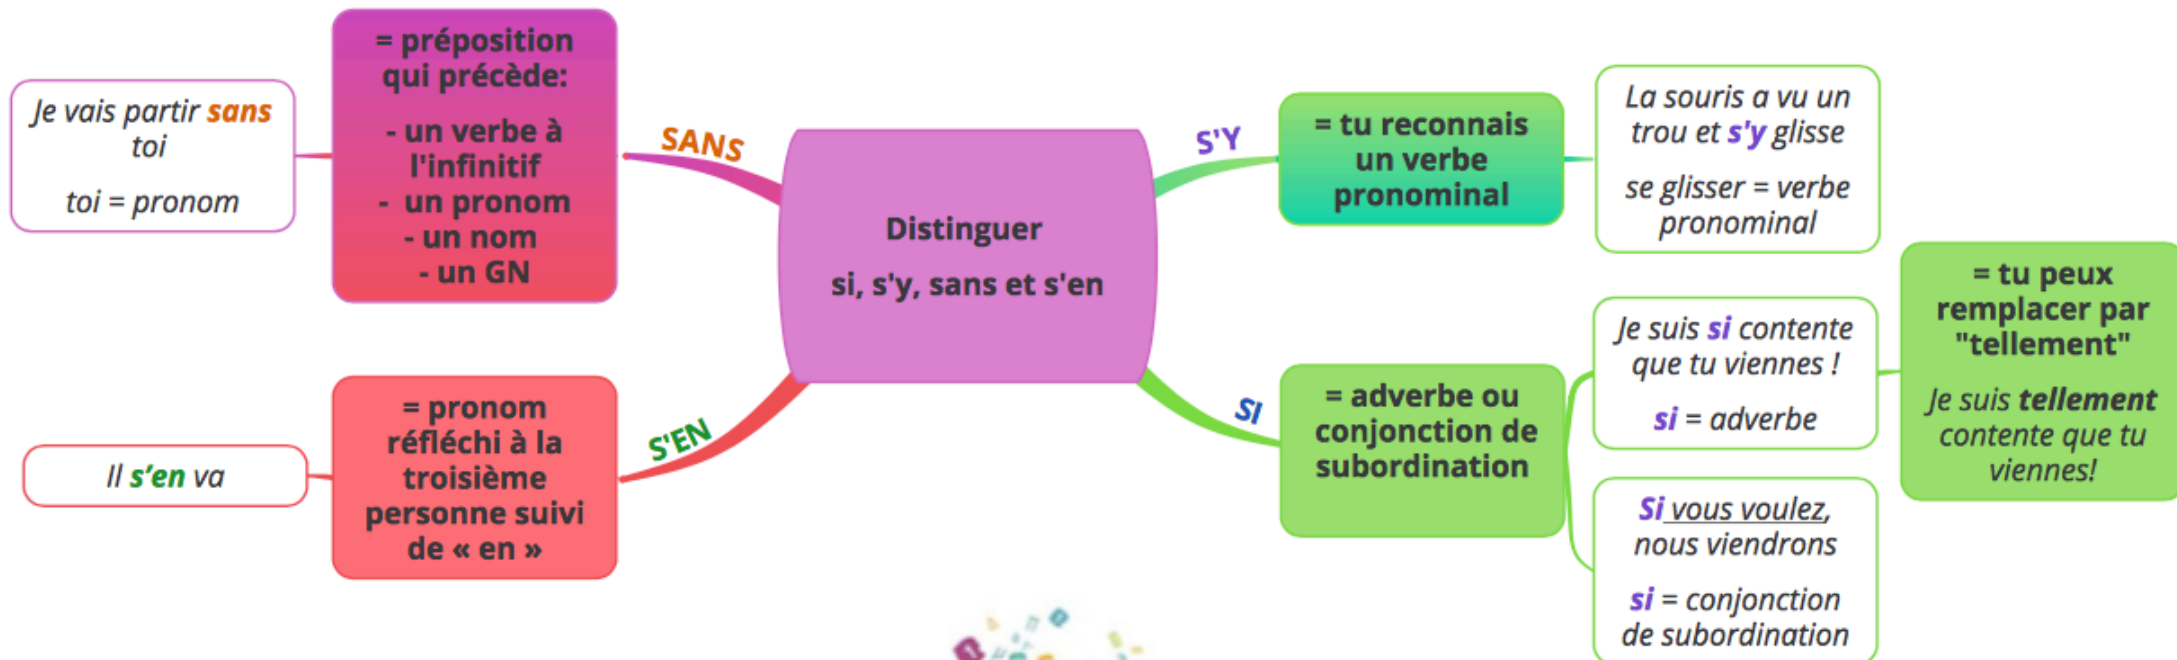 Distinguer
si, s'y, sans et s'en
SANS
= préposition
qui précède:
- un verbe à
l'infinitif
- un pronom
- un nom
- un GN
Je vais partir sans
toi
toi = pronom
S'EN
= pronom
réfléchi à la
troisième
personne suivi
de « en »
Il s’en va
S'Y
= tu reconnais
un verbe
pronominal
La souris a vu un
trou et s'y glisse
se glisser = verbe
pronominal
SI
= adverbe ou
conjonction de
subordination
Je suis si contente
que tu viennes !
si = adverbe
= tu peux
remplacer par
"tellement"
Je suis tellement
contente que tu
viennes!
Si vous voulez,
nous viendrons
si = conjonction
de subordination